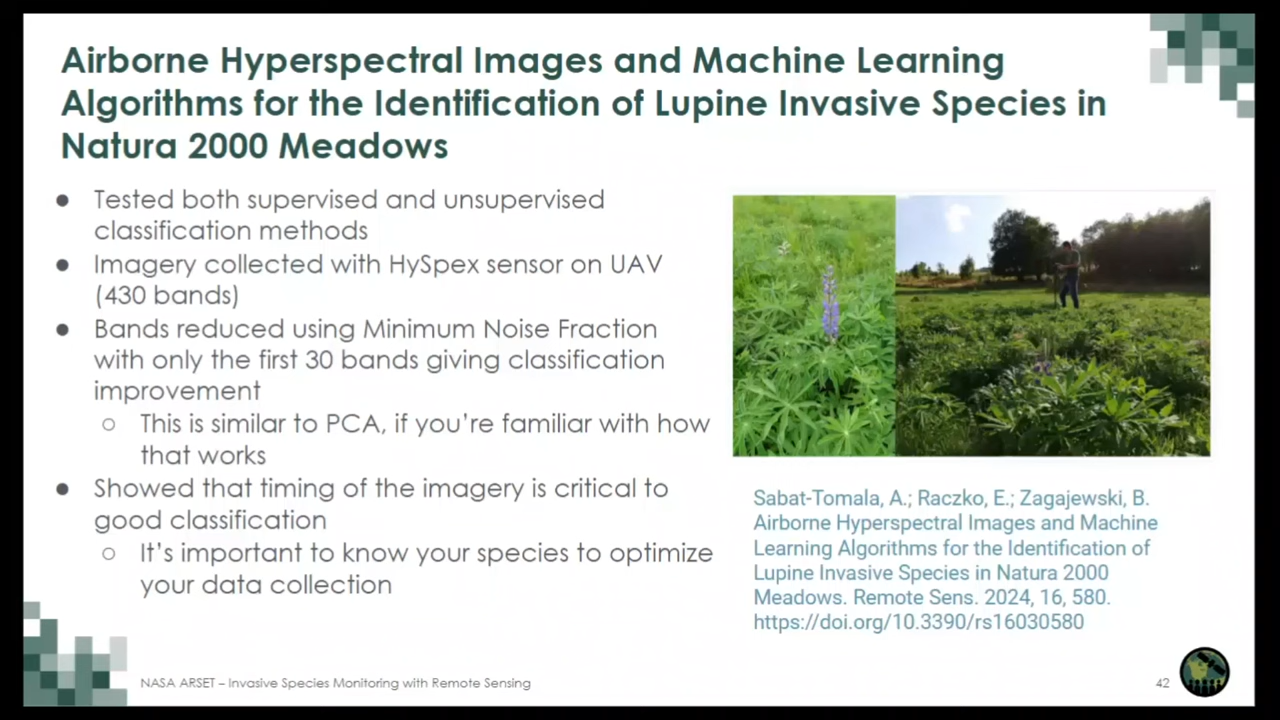 Airborne Hyperspectral Images and Machine Learning
Algorithms for the Identification of Lupine Invasive Species in
Natura 2000 Meadows
● Tested both supervised and unsupervised
classification methods
● Imagery collected with HySpex sensor on UAV
(430 bands)
● Bands reduced using Minimum Noise Fraction
with only the first 30 bands giving classification
improvement
○ This is similar to PCA, if you’re familiar with how
that works
● Showed that timing of the imagery is critical to
good classification
○ It’s important to know your species to optimize
your data collection
Sabat-Tomala, A.; Raczko, E.; Zagajewski, B.
Airborne Hyperspectral Images and Machine
Learning Algorithms for the Identification of
Lupine Invasive Species in Natura 2000
Meadows. Remote Sens. 2024, 16, 580.
https://doi.org/10.3390/rs16030580
NASA ARSET – Invasive Species Monitoring with Remote Sensing
42